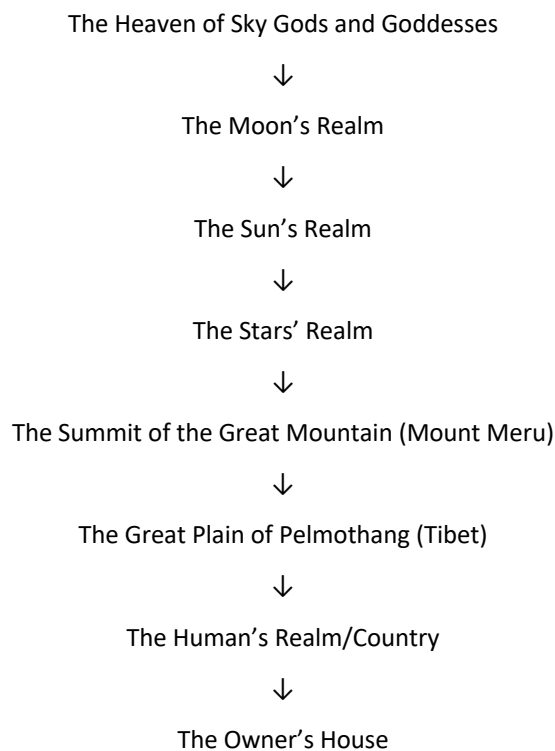 The Heaven of Sky Gods and Goddesses
↓
The Moon’s Realm
↓
The Sun’s Realm
↓
The Stars’ Realm
↓
The Summit of the Great Mountain (Mount Meru)
↓
The Great Plain of Pelmothang (Tibet)
↓
The Human’s Realm/Country
↓
The Owner’s House